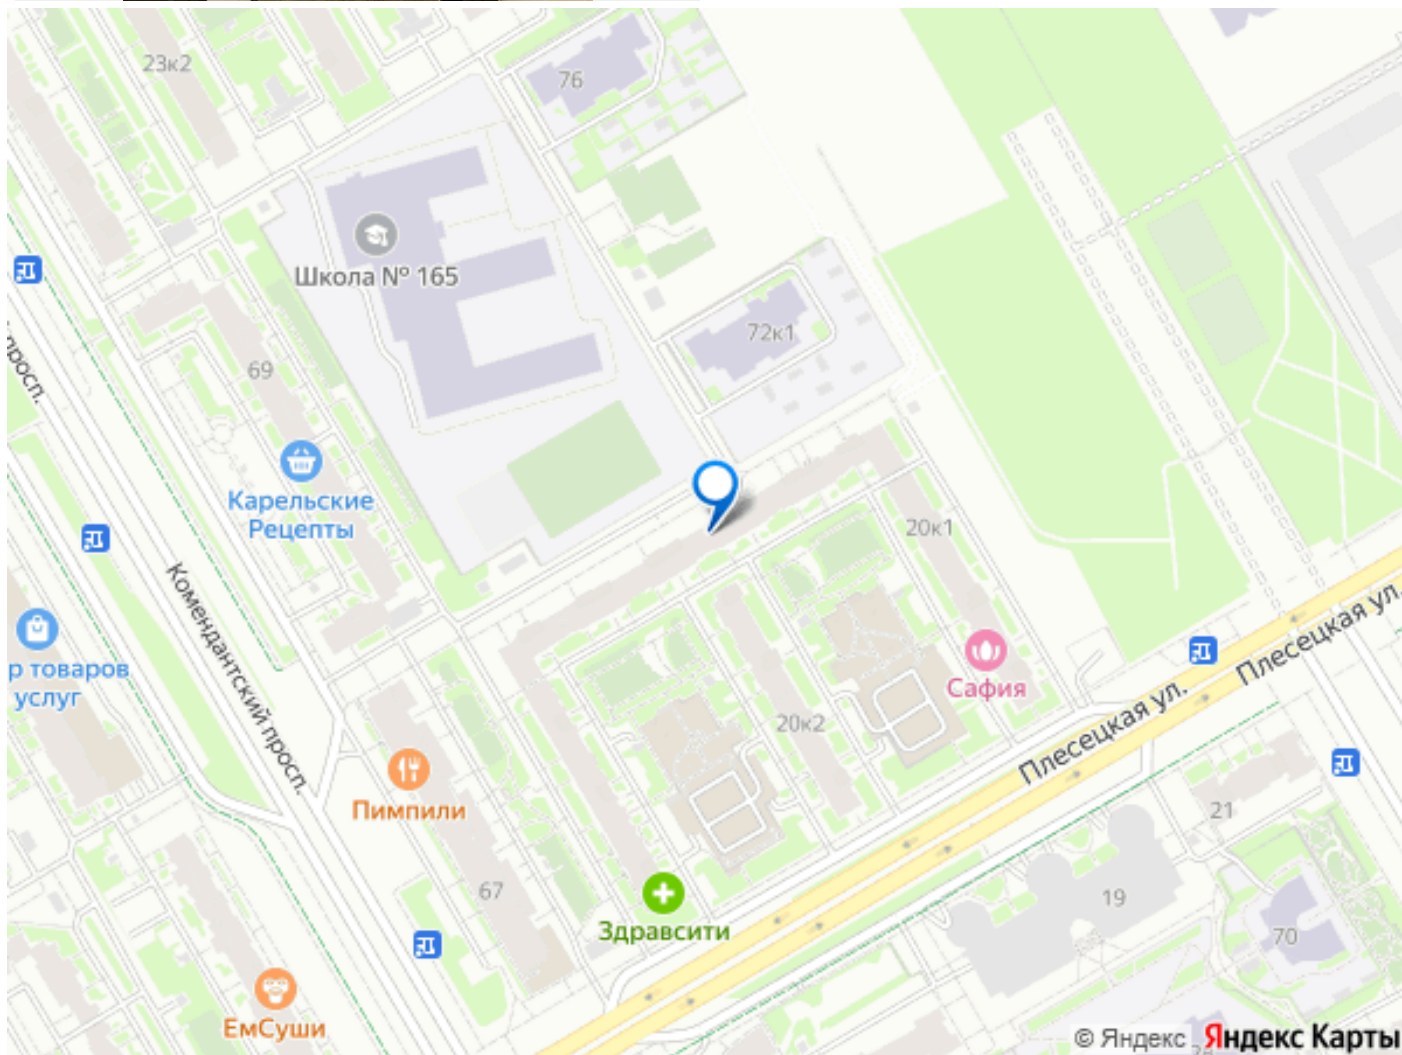 23к2
76
Школа № 165
просп.
72к1
69
Карельские
Рецепты
20к1
Комендантский просп.
р товаров
услуг
Сафия
Плесецкая ул.
Плесецкая ул.
20к2
Пимпили
21
67
19
Здравсити
70
ЕмСуши
© Яндекс Яндекс Карты